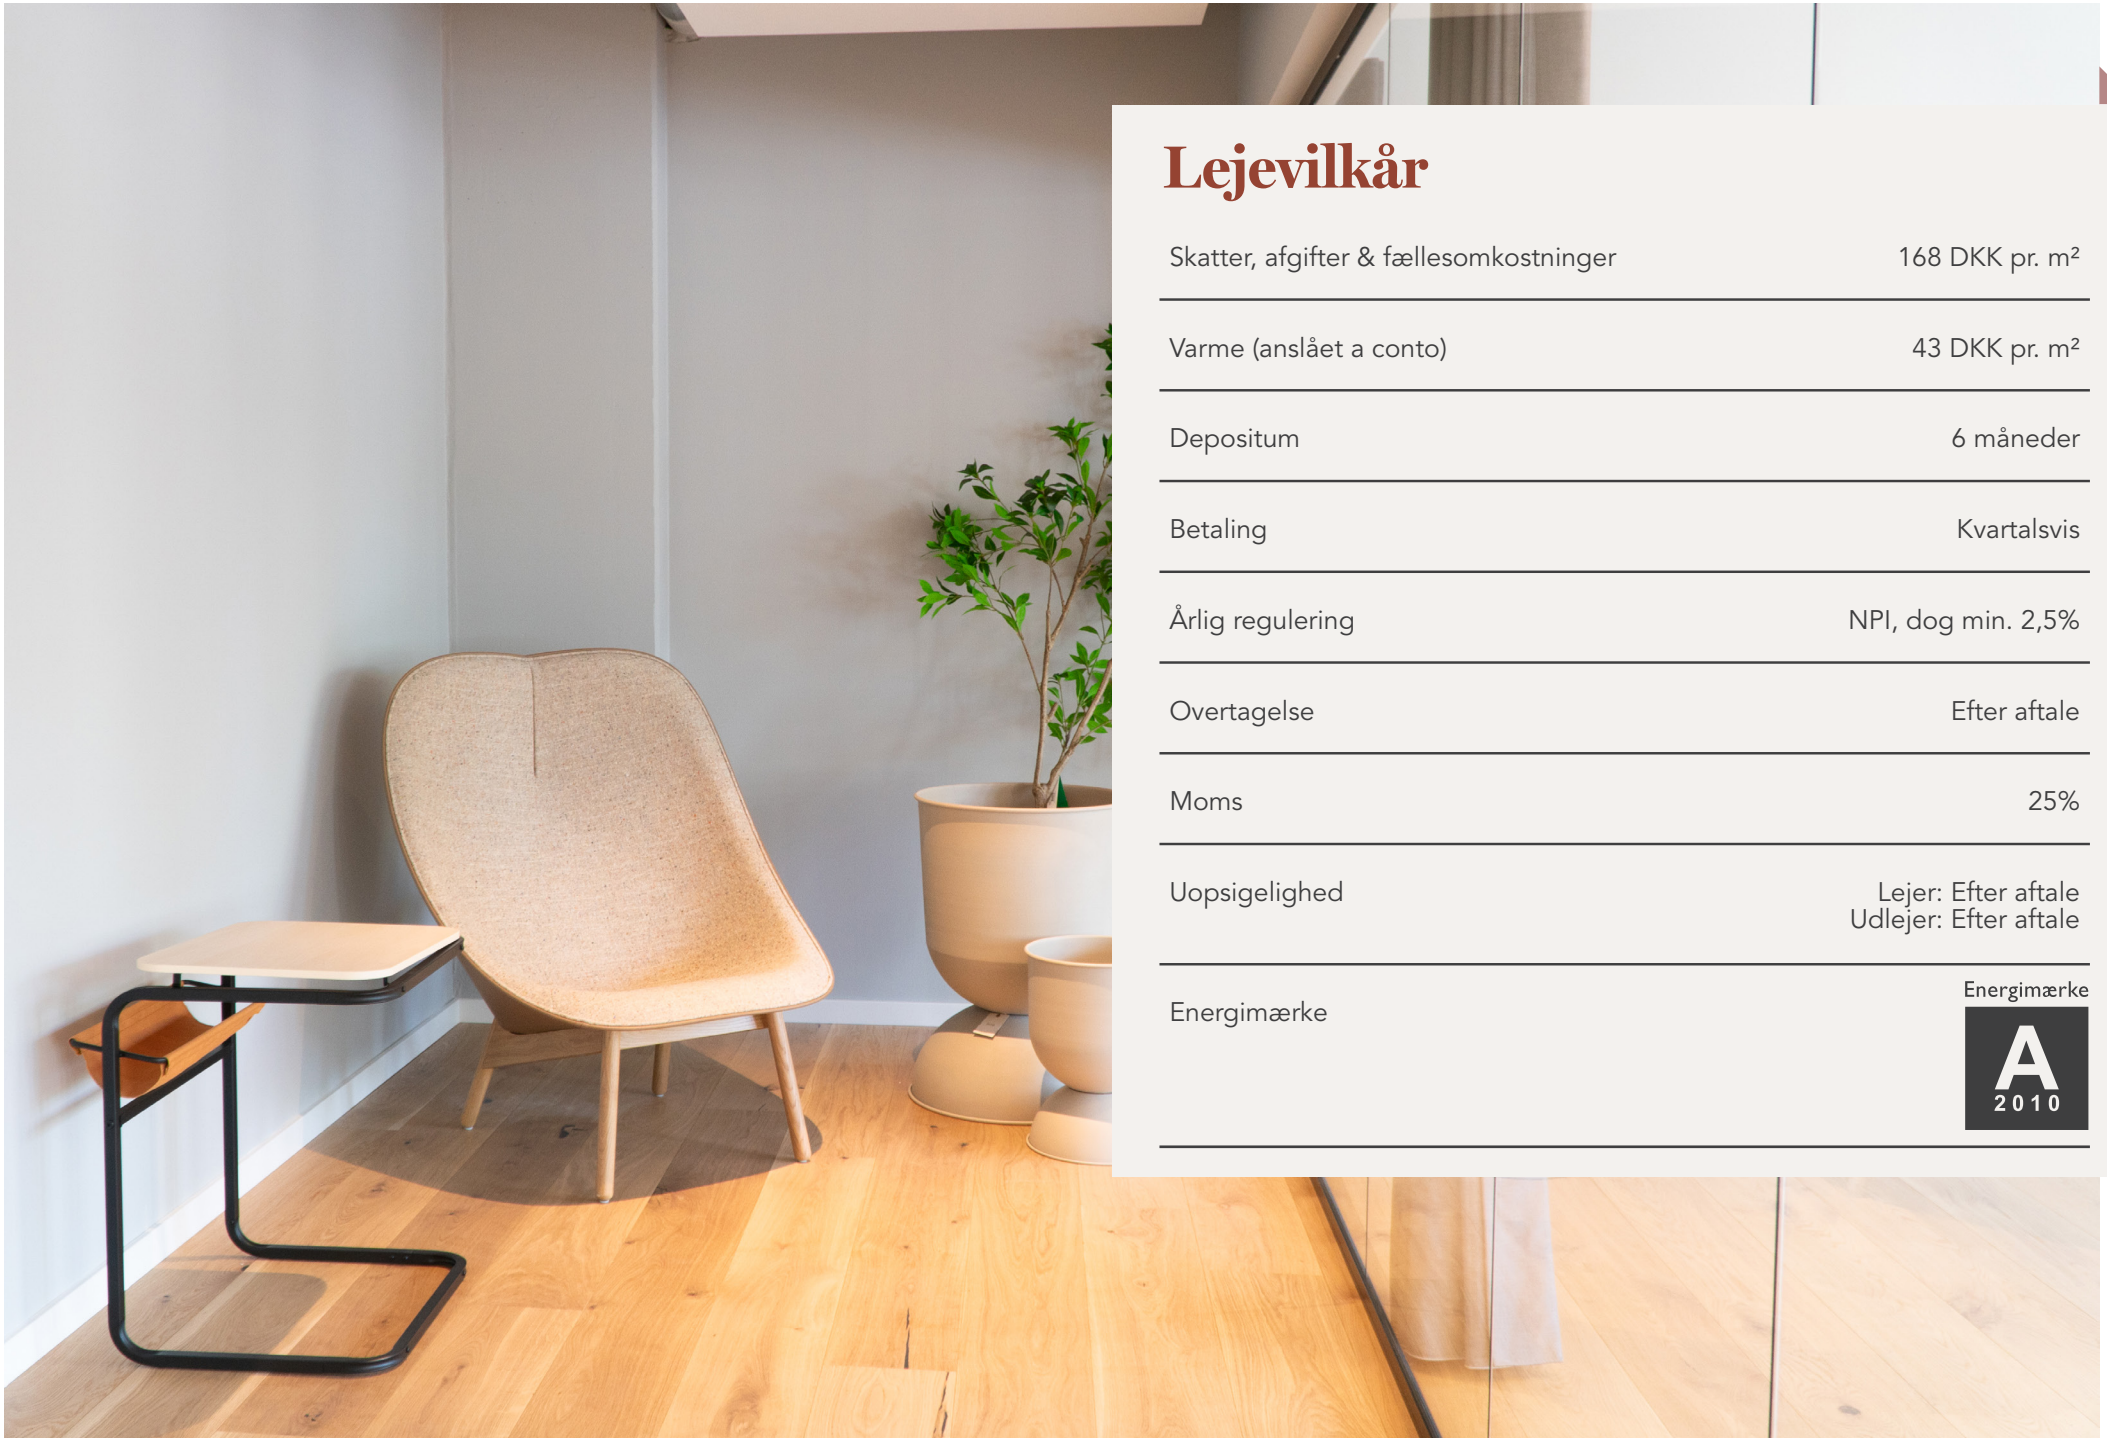 Lejevilkår
Skatter, afgifter & fællesomkostninger 168 DKK pr. m²
Varme (anslået a conto) 43 DKK pr. m²
Depositum 6 måneder
Betaling Kvartalsvis
Årlig regulering NPI, dog min. 2,5%
Overtagelse Efter aftale
Moms 25%
Uopsigelighed Lejer: Efter aftale
Udlejer: Efter aftale
Energimærke
Energimærke
A
2010